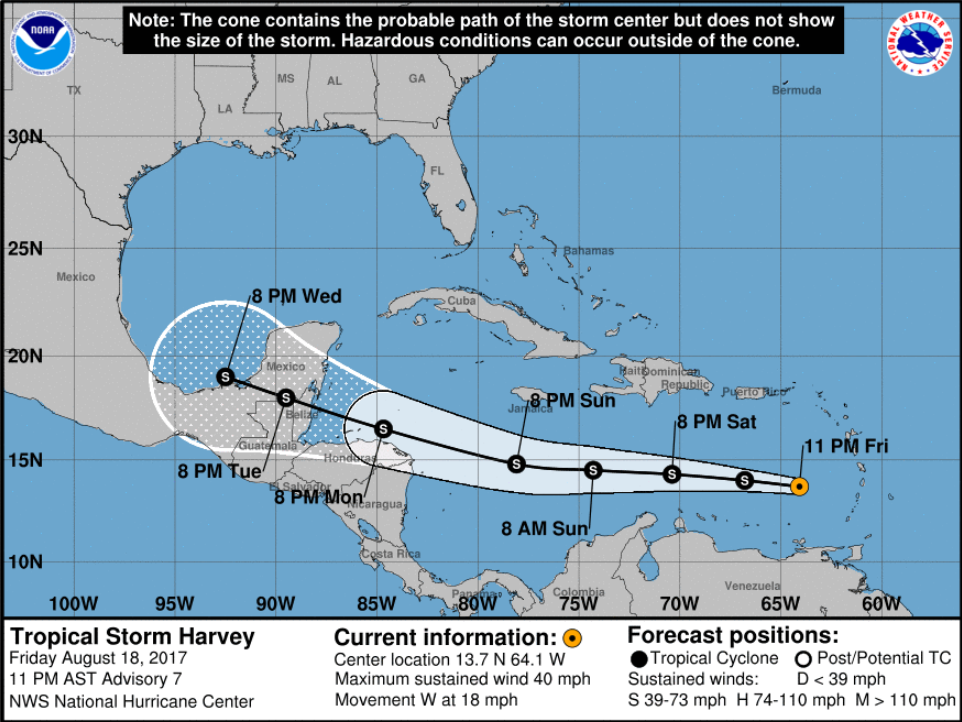 Note: The cone contains the probable path of the storm center but does not show
the size of the storm. Hazardous conditions can occur outside of the cone.
NOAA
NATIONAL WEATHER SERVICE
TX
MS
AL
GA
LA
Bermuda
30N
FL
25N
Bahamas
Mexico
8 PM Wed
Cuba
20N
Mexico
Haiti
Dominican
Republic
Puerto Rico
8 PM Sun
Jamaica
Belize
8 PM Sat
11 PM Fri
Guatemala
15N
Honduras
8 PM Tue
El Salvador
8 PM Mon
Nicaragua
8 AM Sun
10N
Costa Rica
Venezuela
Panama
Colombia
100W 95W 90W 85W 80W 75W 70W 65W 60W
S S S S S S S
Tropical Storm Harvey
Friday August 18, 2017
11 PM AST Advisory 7
NWS National Hurricane Center
Current information:
Center location 13.7 N 64.1 W
Maximum sustained wind 40 mph
Movement W at 18 mph
Forecast positions:
Tropical Cyclone Post/Potential TC
Sustained winds: D < 39 mph
S 39-73 mph H 74-110 mph M > 110 mph